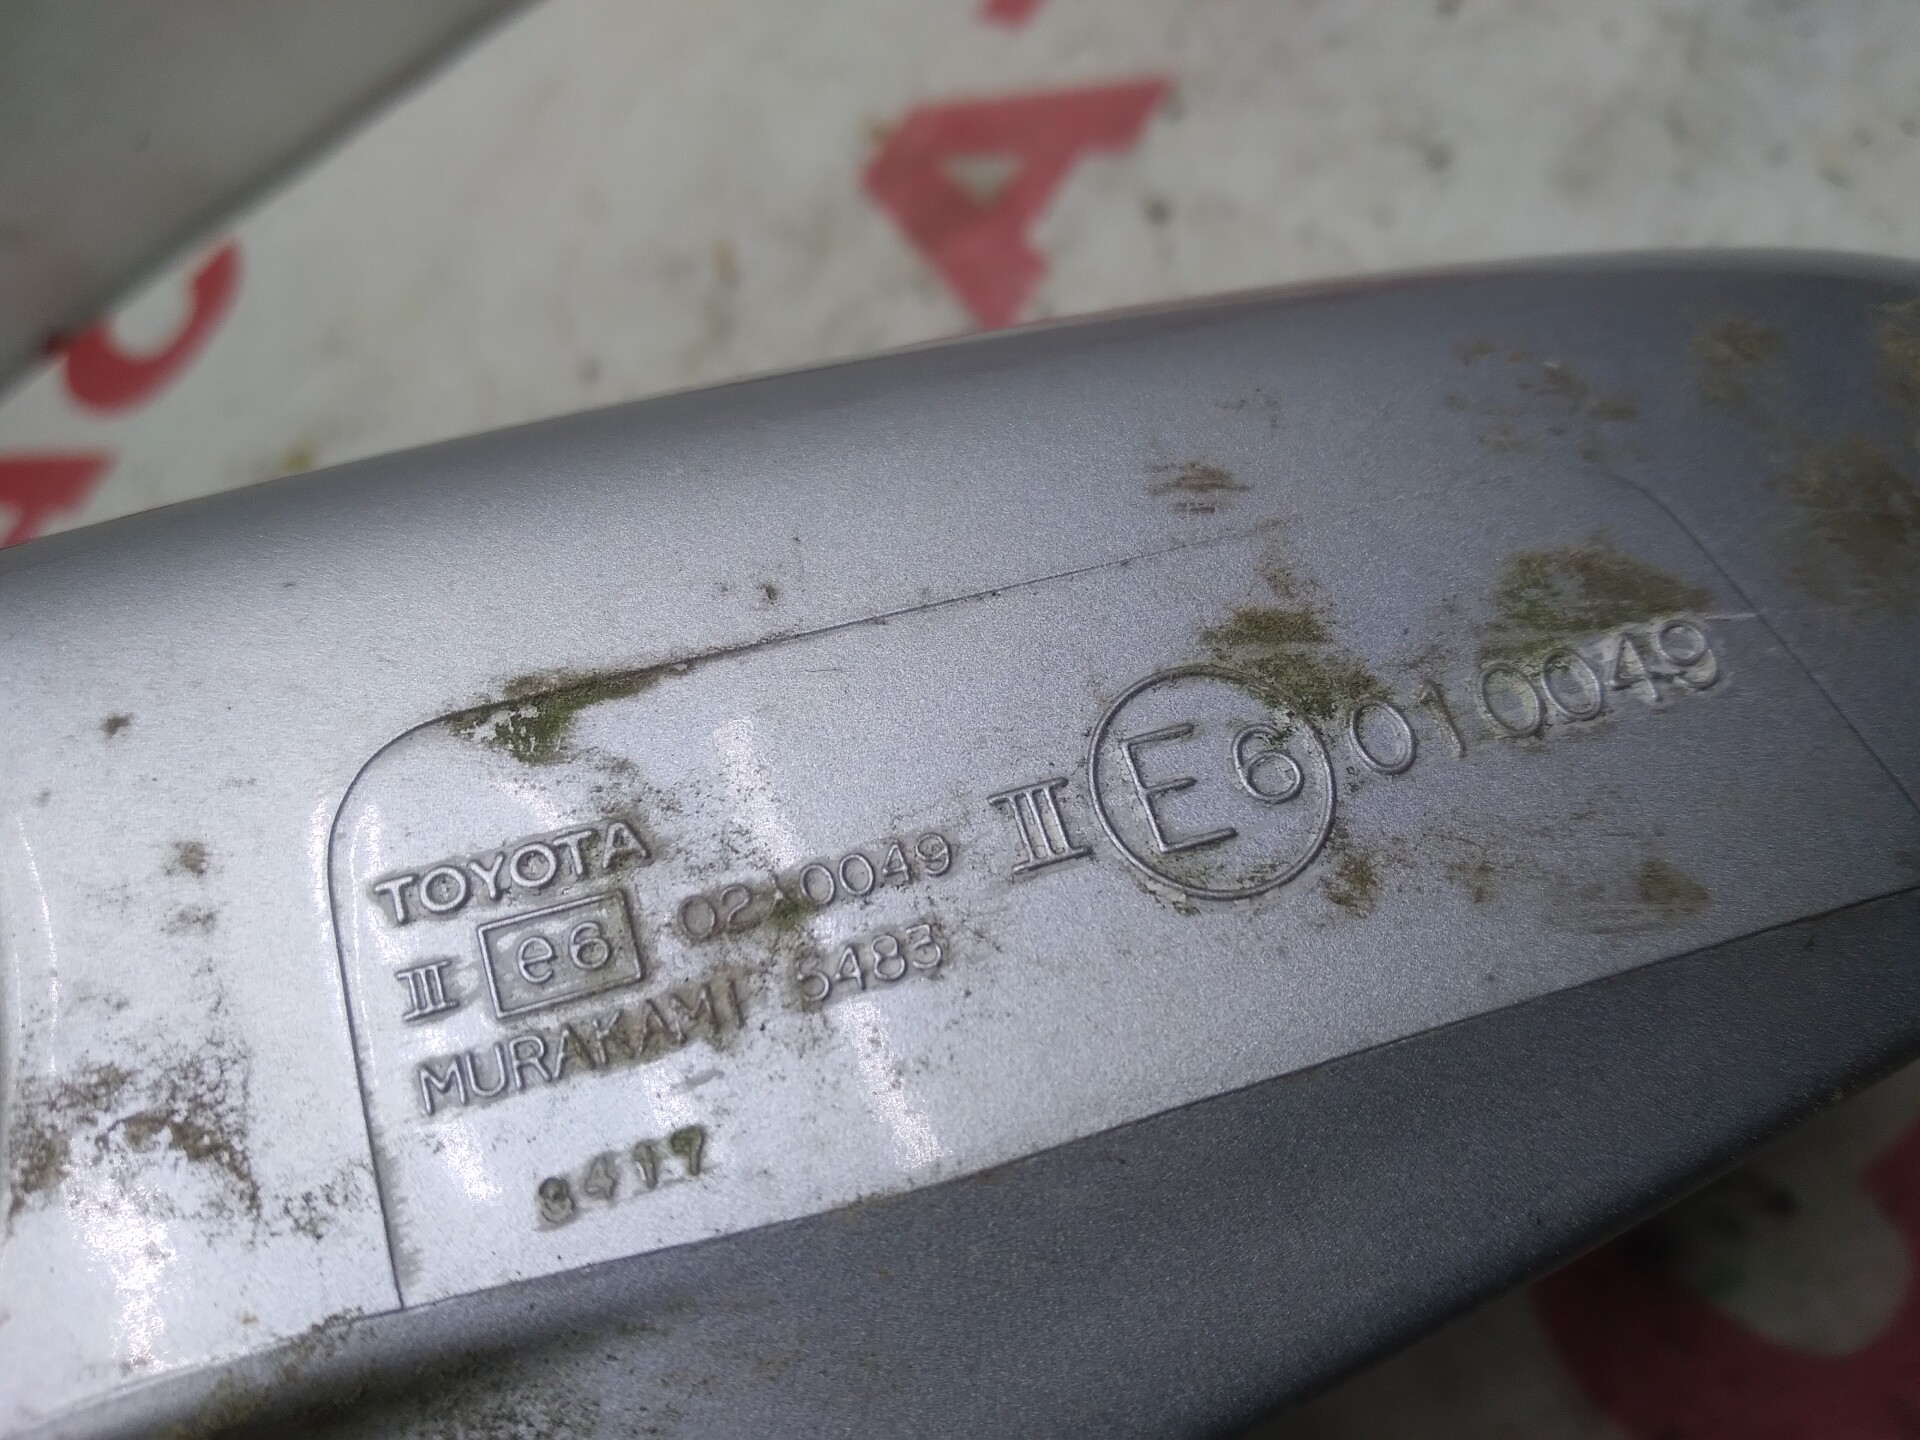 TOYOTA
III e6 02*0049
MURAKAMI 5483
III E6 010049
8417